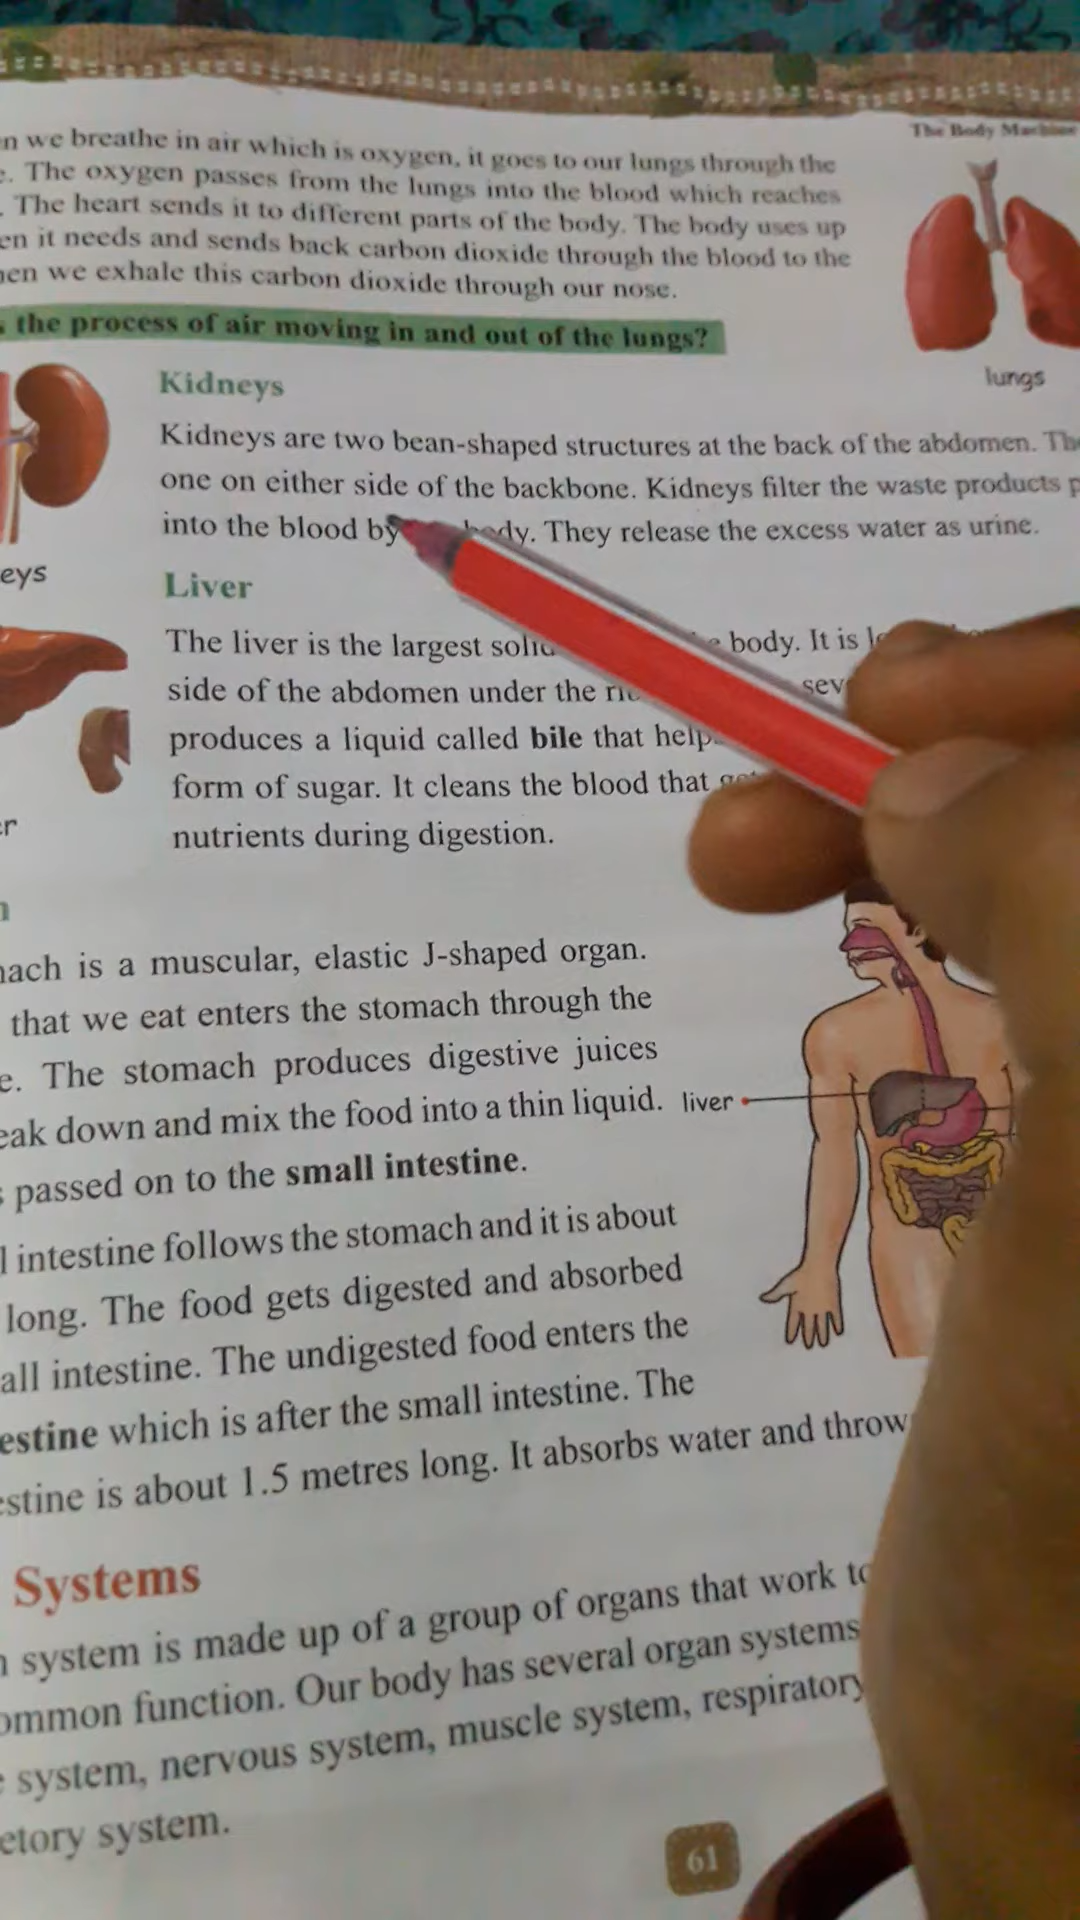 The Body Machine
we breathe in air which is oxygen, it goes to our lungs through the
. The oxygen passes from the lungs into the blood which reaches
. The heart sends it to different parts of the body. The body uses up
it needs and sends back carbon dioxide through the blood to the
we exhale this carbon dioxide through our nose.
the process of air moving in and out of the lungs?
lungs
Kidneys
Kidneys are two bean-shaped structures at the back of the abdomen.
one on either side of the backbone. Kidneys filter the waste products
into the blood by body. They release the excess water as urine.
eys
Liver
The liver is the largest body. It is
side of the abdomen under the
produces a liquid called bile that
form of sugar. It cleans the blood that
nutrients during digestion.
is a muscular, elastic J-shaped organ.
that we eat enters the stomach through the
. The stomach produces digestive juices
down and mix the food into a thin liquid.
liver
passed on to the small intestine.
intestine follows the stomach and it is about
long. The food gets digested and absorbed
intestine. The undigested food enters the
estine which is after the small intestine. The
estine is about 1.5 metres long. It absorbs water and throw
Systems
system is made up of a group of organs that work
ommon function. Our body has several organ systems
system, nervous system, muscle system, respiratory
etory system.
61